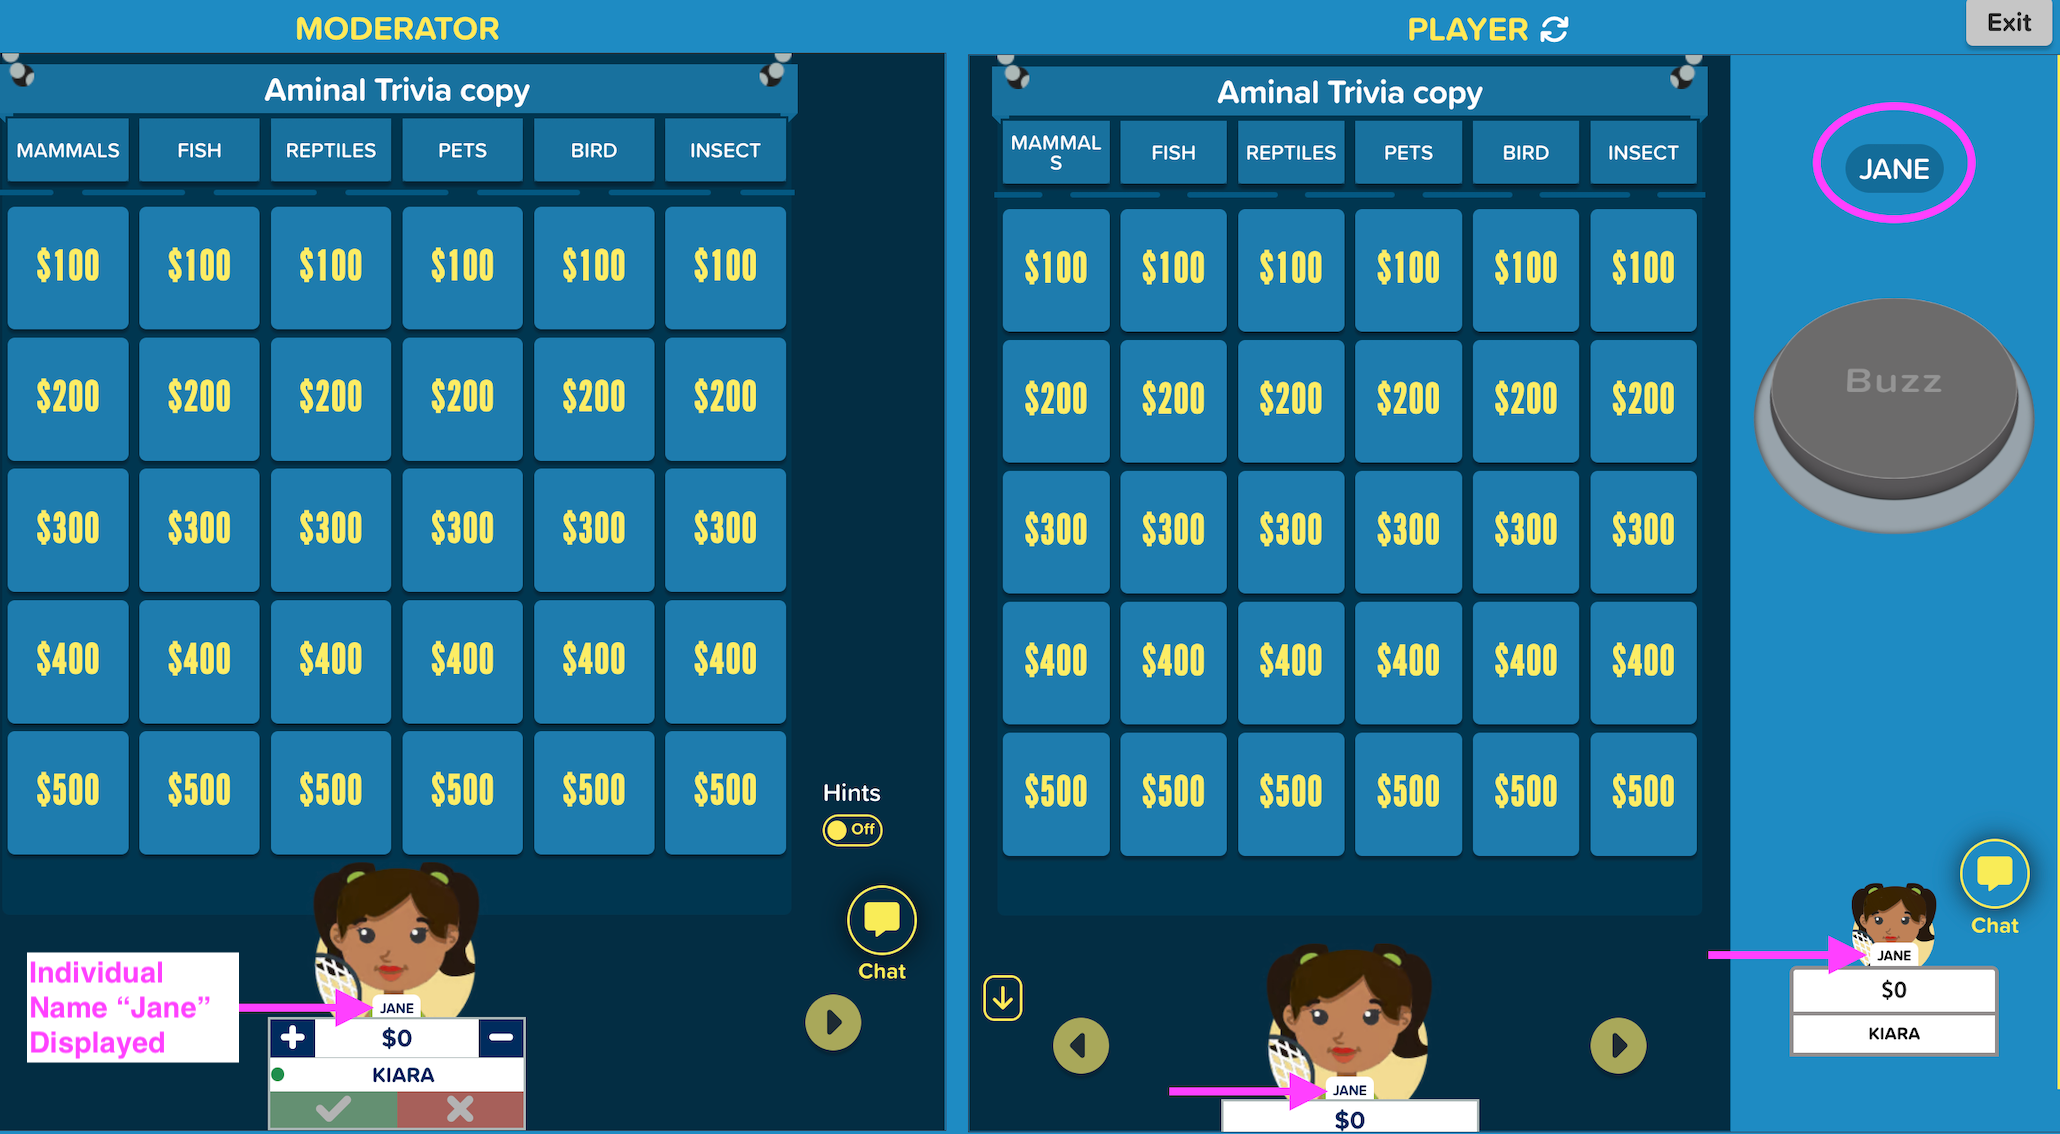 MODERATOR
Aminal Trivia copy
MAMMALS FISH REPTILES PETS BIRD INSECT
$100 $100 $100 $100 $100 $100
$200 $200 $200 $200 $200 $200
$300 $300 $300 $300 $300 $300
$400 $400 $400 $400 $400 $400
$500 $500 $500 $500 $500 $500
Hints
Off
Chat
Individual
Name “Jane”
Displayed
JANE
+ $0 −
KIARA
PLAYER
Exit
Aminal Trivia copy
MAMMAL
S
FISH REPTILES PETS BIRD INSECT
$100 $100 $100 $100 $100 $100
$200 $200 $200 $200 $200 $200
$300 $300 $300 $300 $300 $300
$400 $400 $400 $400 $400 $400
$500 $500 $500 $500 $500 $500
JANE
$0
JANE
Buzz
Chat
JANE
$0
KIARA